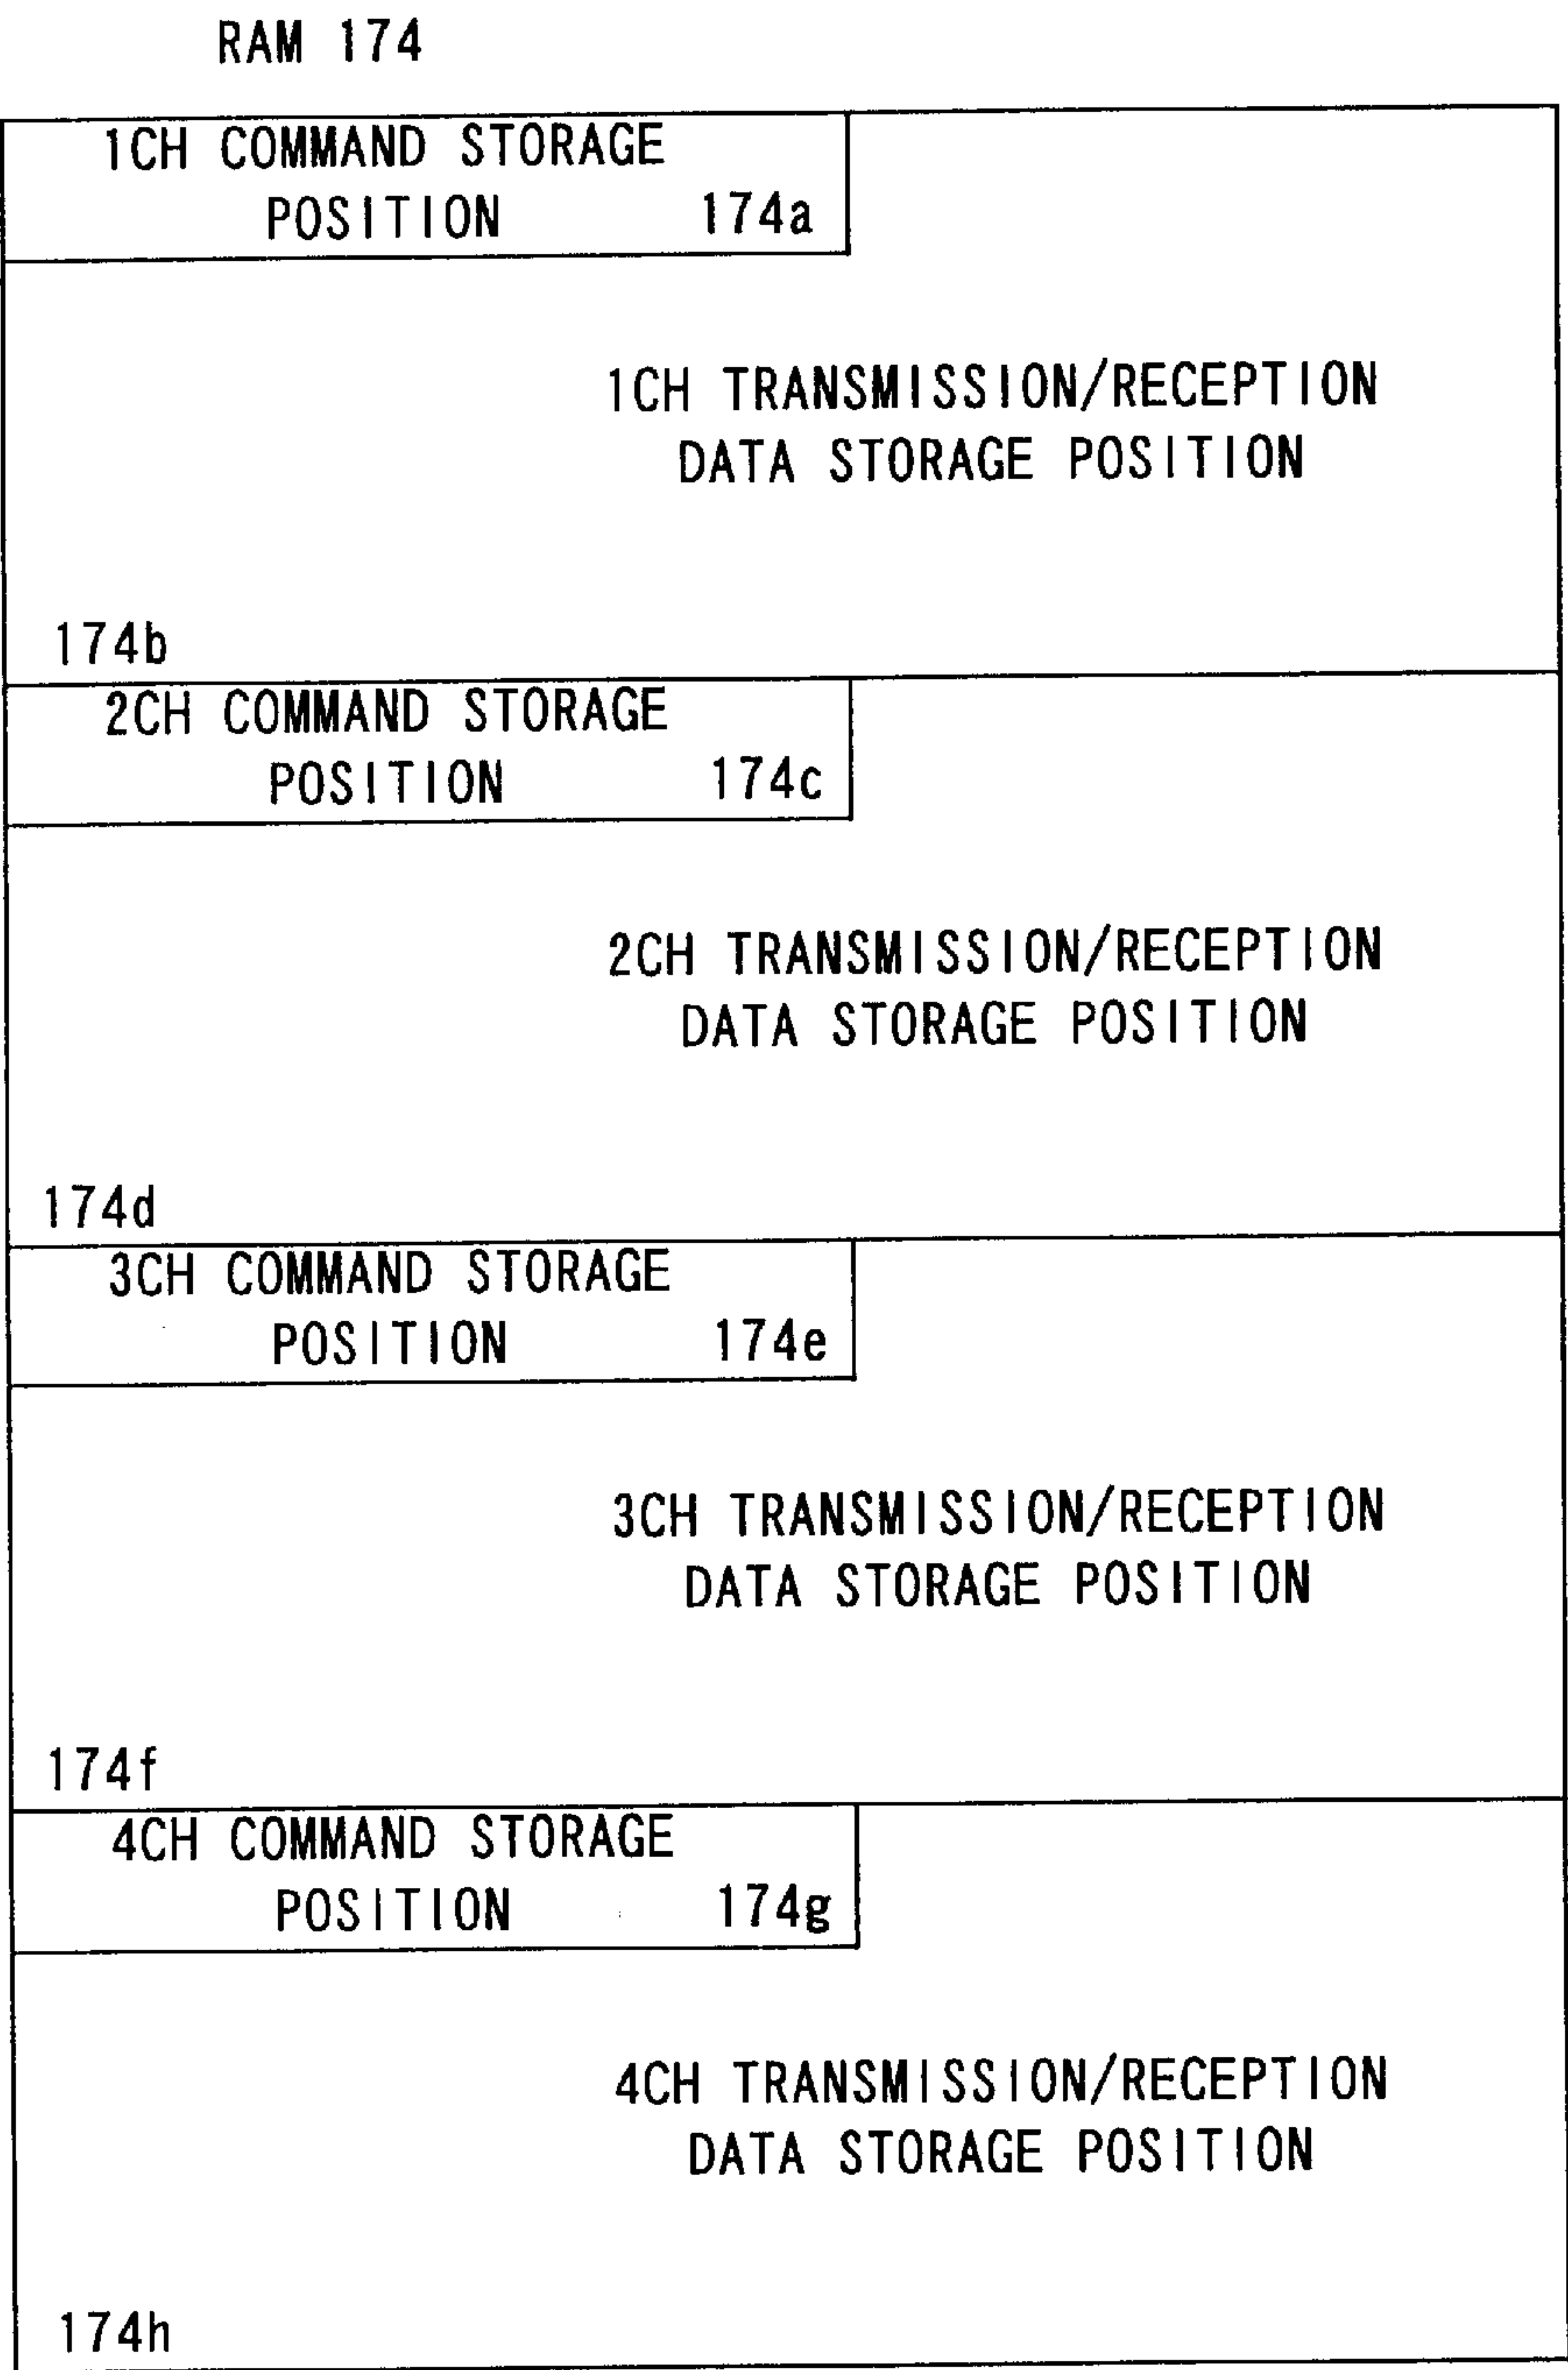 RAM 174
1CH COMMAND STORAGE
POSITION 174a
1CH TRANSMISSION/RECEPTION
DATA STORAGE POSITION
174b
2CH COMMAND STORAGE
POSITION 174c
2CH TRANSMISSION/RECEPTION
DATA STORAGE POSITION
174d
3CH COMMAND STORAGE
POSITION 174e
3CH TRANSMISSION/RECEPTION
DATA STORAGE POSITION
174f
4CH COMMAND STORAGE
POSITION 174g
4CH TRANSMISSION/RECEPTION
DATA STORAGE POSITION
174h